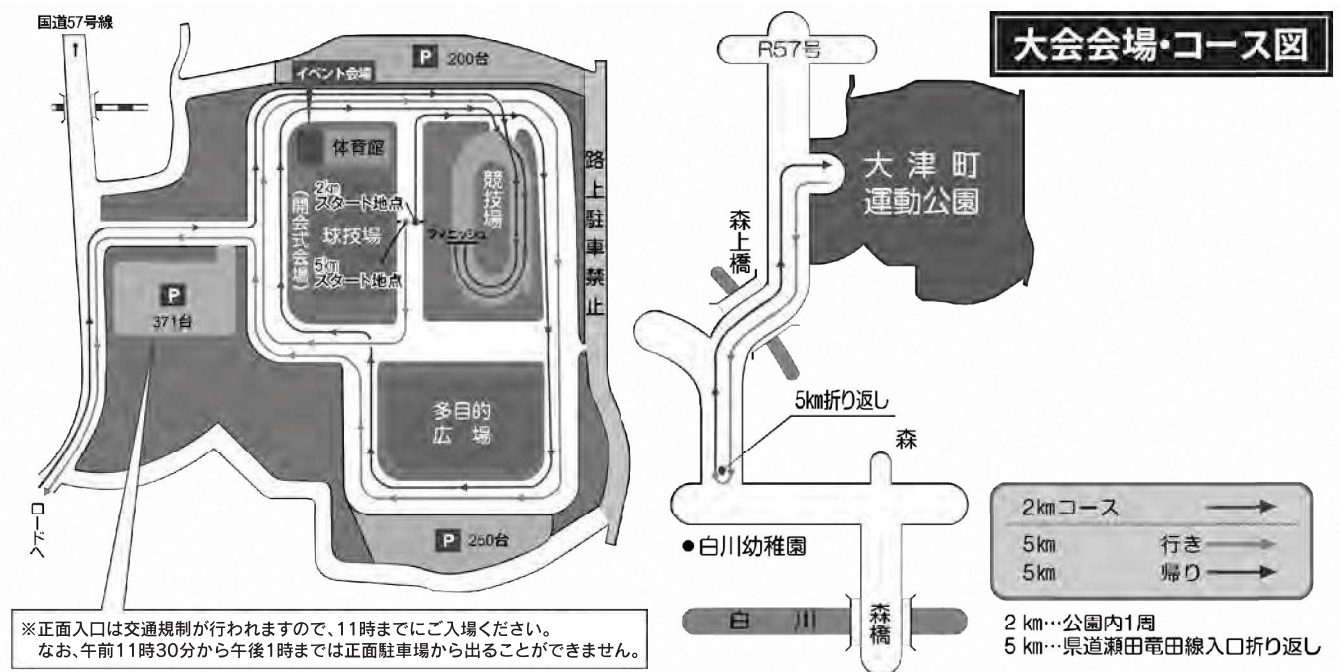 大会会場・コース図
国道57号線
P 200台
イベント会場
体育館
2km
スタート地点
(開会式会場)
球技場
5km
スタート地点
フィニッシュ
競技場
路上駐車禁止
P
371台
多目的
広場
P 250台
ロードへ
※正面入口は交通規制が行われますので、11時までにご入場ください。
なお、午前11時30分から午後1時までは正面駐車場から出ることができません。
R57号
大津町
運動公園
森上橋
5km折り返し
森
●白川幼稚園
白川
森橋
2kmコース
5km 行き
5km 帰り
2 km…公園内1周
5 km…県道瀬田竜田線入口折り返し